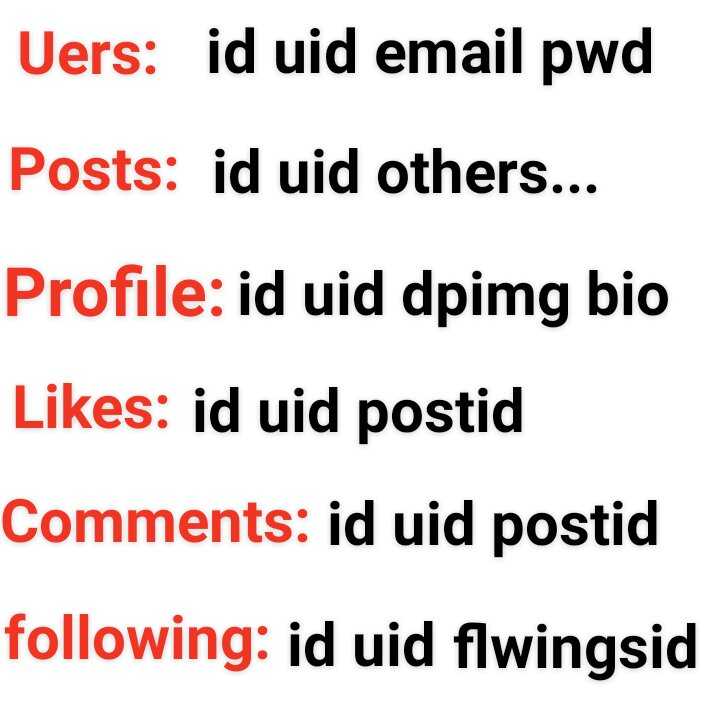 Uers: id uid email pwd
Posts: id uid others...
Profile: id uid dpimg bio
Likes: id uid postid
Comments: id uid postid
following: id uid flwingsid